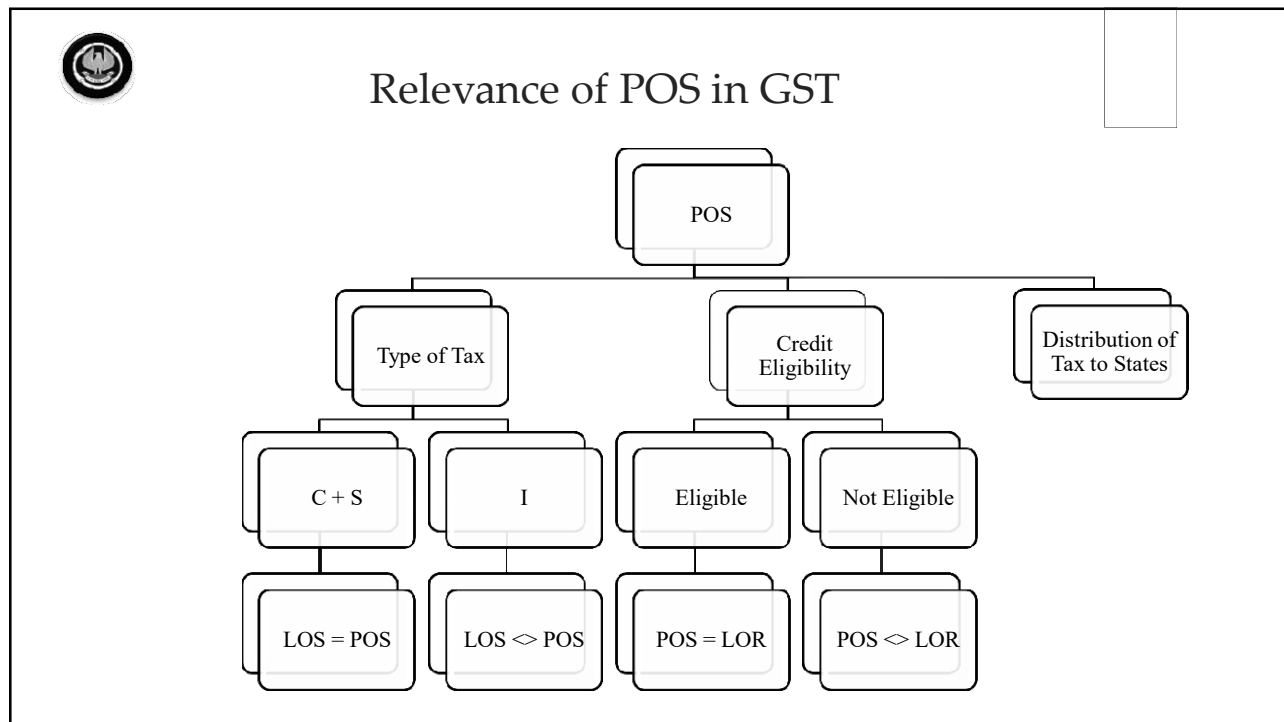 Relevance of POS in GST
POS
Type of Tax
Credit
Eligibility
Distribution of
Tax to States
C + S
I
Eligible
Not Eligible
LOS = POS
LOS <> POS
POS = LOR
POS <> LOR